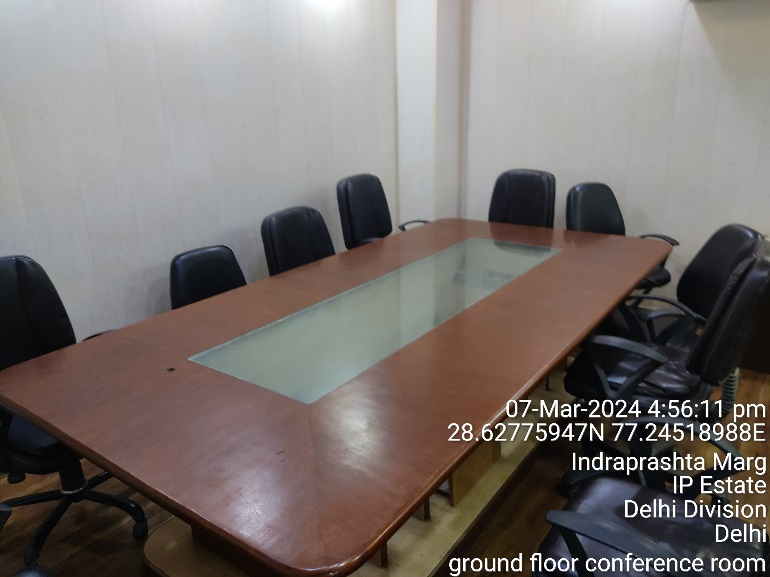 07-Mar-2024 4:56:11 pm
28.62775947N 77.24518988E
Indraprashta Marg
IP Estate
Delhi Division
Delhi
ground floor conference room